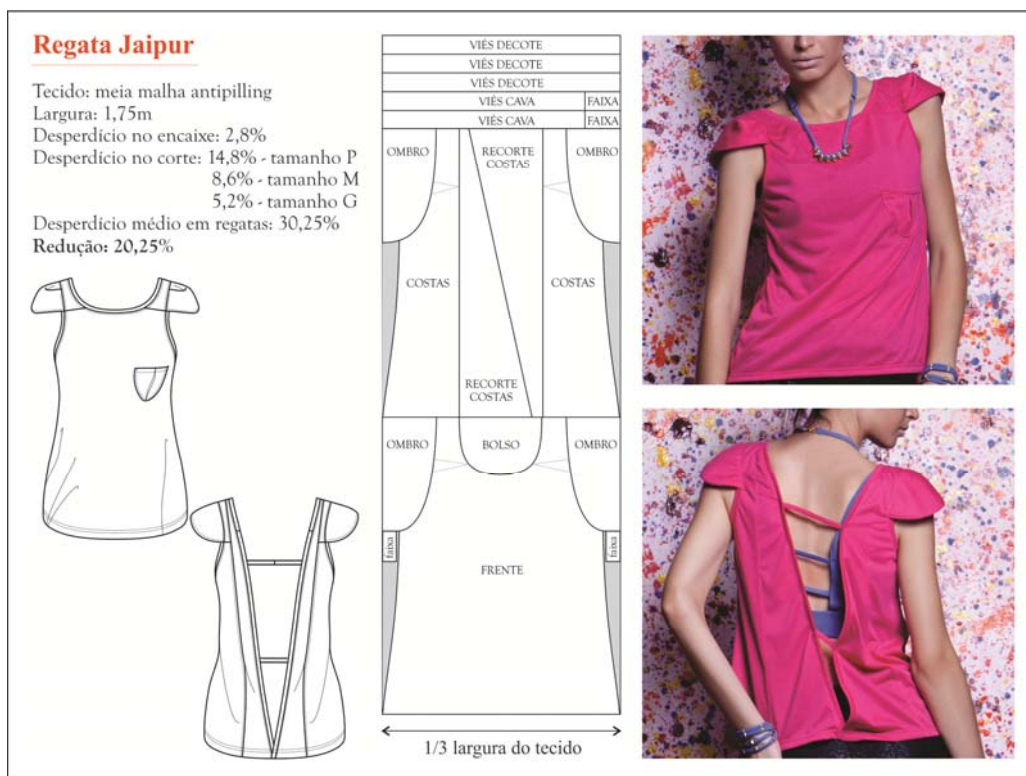 Regata Jaipur
Tecido: meia malha antipilling
Largura: 1,75m
Desperdício no encaixe: 2,8%
Desperdício no corte: 14,8% - tamanho P
8,6% - tamanho M
5,2% - tamanho G
Desperdício médio em regatas: 30,25%
Redução: 20,25%
VIÉS DECOTE
VIÉS DECOTE
VIÉS DECOTE
VIÉS CAVA FAIXA
VIÉS CAVA FAIXA
OMBRO
RECORTE
COSTAS
OMBRO
COSTAS
COSTAS
RECORTE
COSTAS
OMBRO
BOLSO
OMBRO
faixa
faixa
FRENTE
1/3 largura do tecido